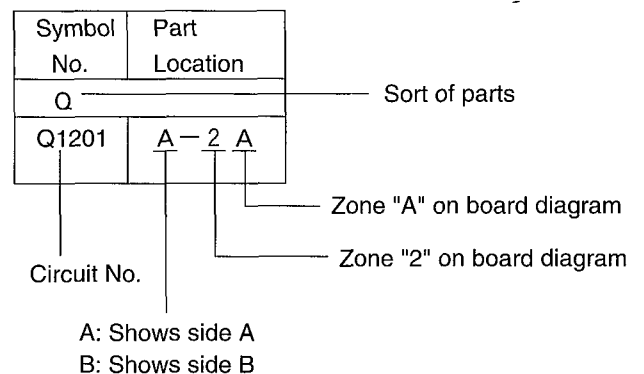 Symbol No.
Part Location
Q
Sort of parts
Q1201
A – 2 A
Zone "A" on board diagram
Zone "2" on board diagram
Circuit No.
A: Shows side A
B: Shows side B